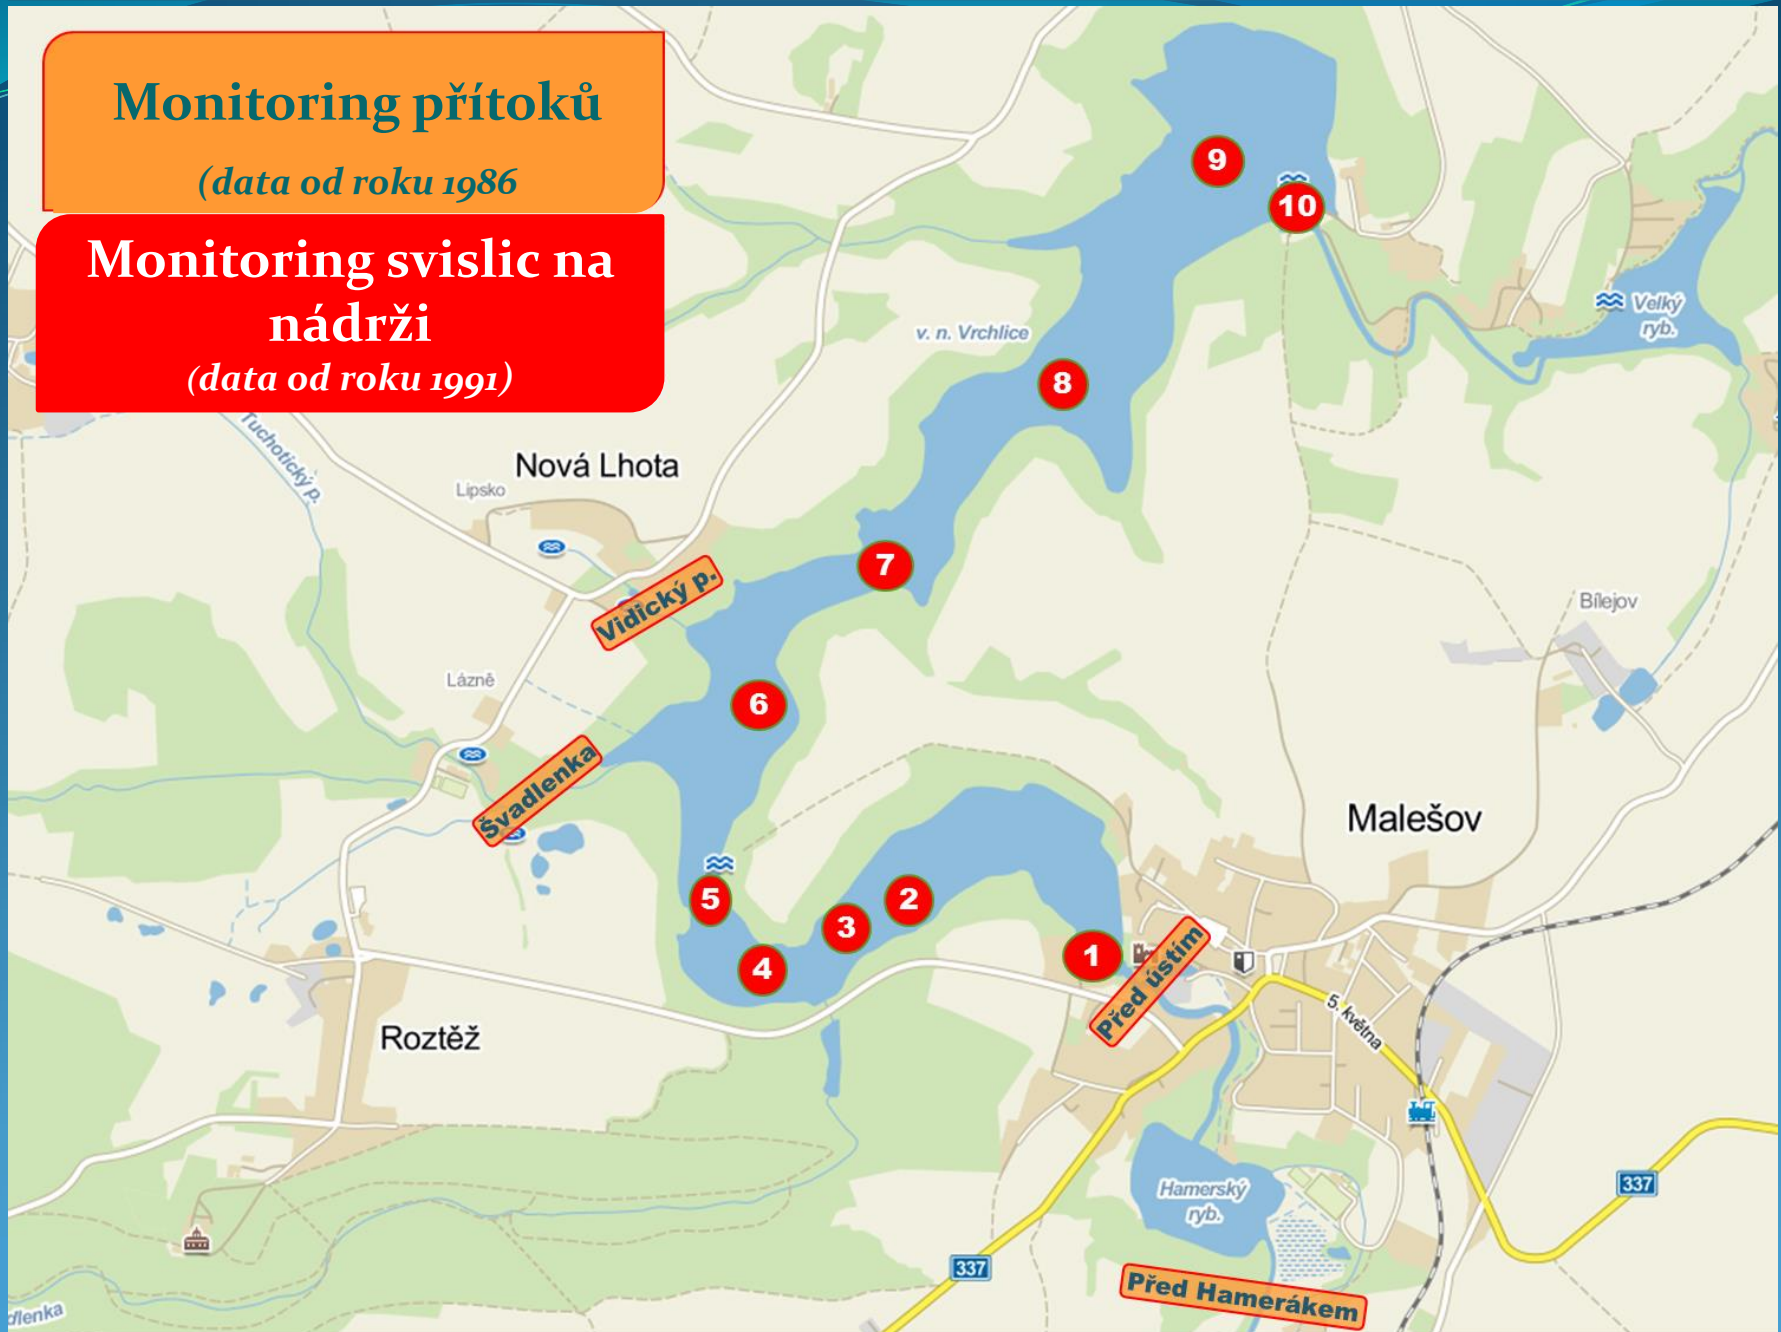 Monitoring přítoků
(data od roku 1986
Monitoring svislic na
nádrži
(data od roku 1991)
9
10
Velký
ryb.
v. n. Vrchlice
8
Tuchotický p.
Nová Lhota
Lipsko
7
Vidický p.
Bílejov
Lázně
6
Švadlenka
Malešov
5
2
3
4
1
Před ústím
5. května
Roztěž
Hamerský
ryb.
337
337
Před Hamerákem
dlenka